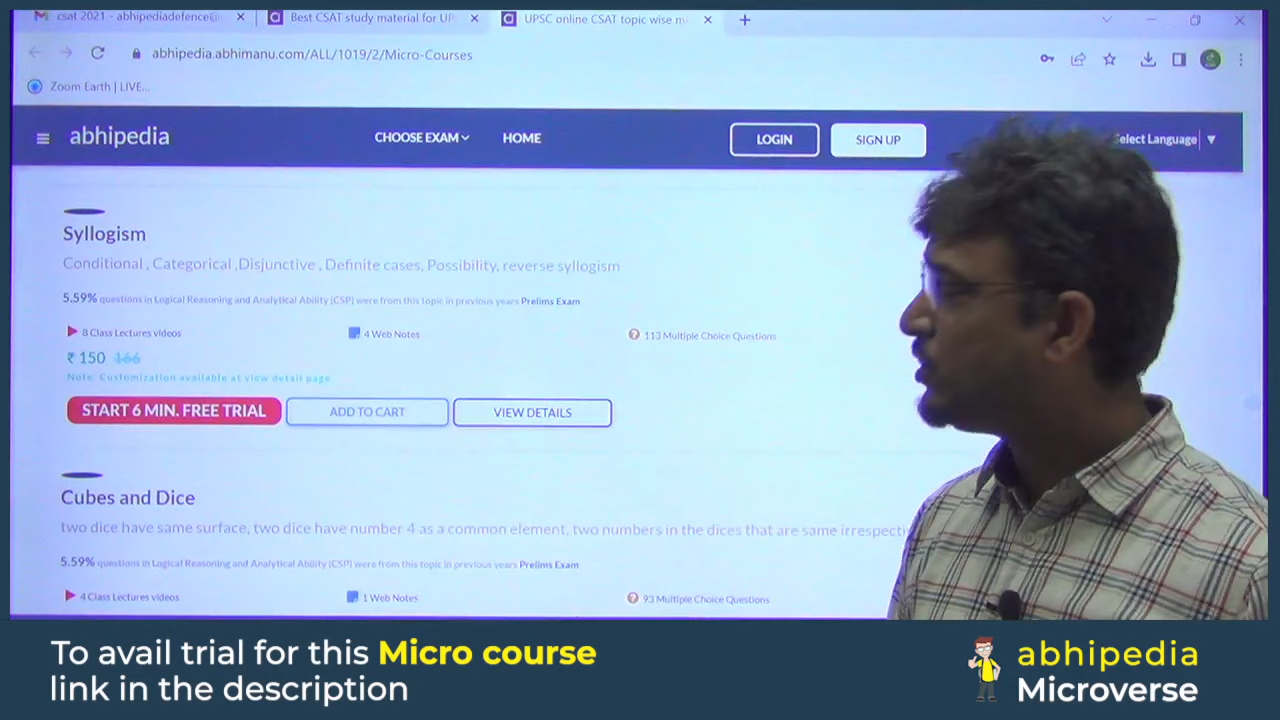 csat 2021 - abhipediadefence@
Best CSAT study material for UP
UPSC online CSAT topic wise m
abhipedia.abhimanu.com/ALL/1019/2/Micro-Courses
Zoom Earth | LIVE...
abhipedia
CHOOSE EXAM
HOME
LOGIN
SIGN UP
elect Language
Syllogism
Conditional , Categorical ,Disjunctive , Definite cases, Possibility, reverse syllogism
5.59% questions in Logical Reasoning and Analytical Ability (CSP) were from this topic in previous years Prelims Exam
8 Class Lectures videos
4 Web Notes
113 Multiple Choice Questions
₹ 150 166
Note: Customization available at view detail page
START 6 MIN. FREE TRIAL
ADD TO CART
VIEW DETAILS
Cubes and Dice
two dice have same surface, two dice have number 4 as a common element, two numbers in the dices that are same irrespecti
5.59% questions in Logical Reasoning and Analytical Ability (CSP) were from this topic in previous years Prelims Exam
4 Class Lectures videos
1 Web Notes
93 Multiple Choice Questions
To avail trial for this Micro course
link in the description
abhipedia
Microverse